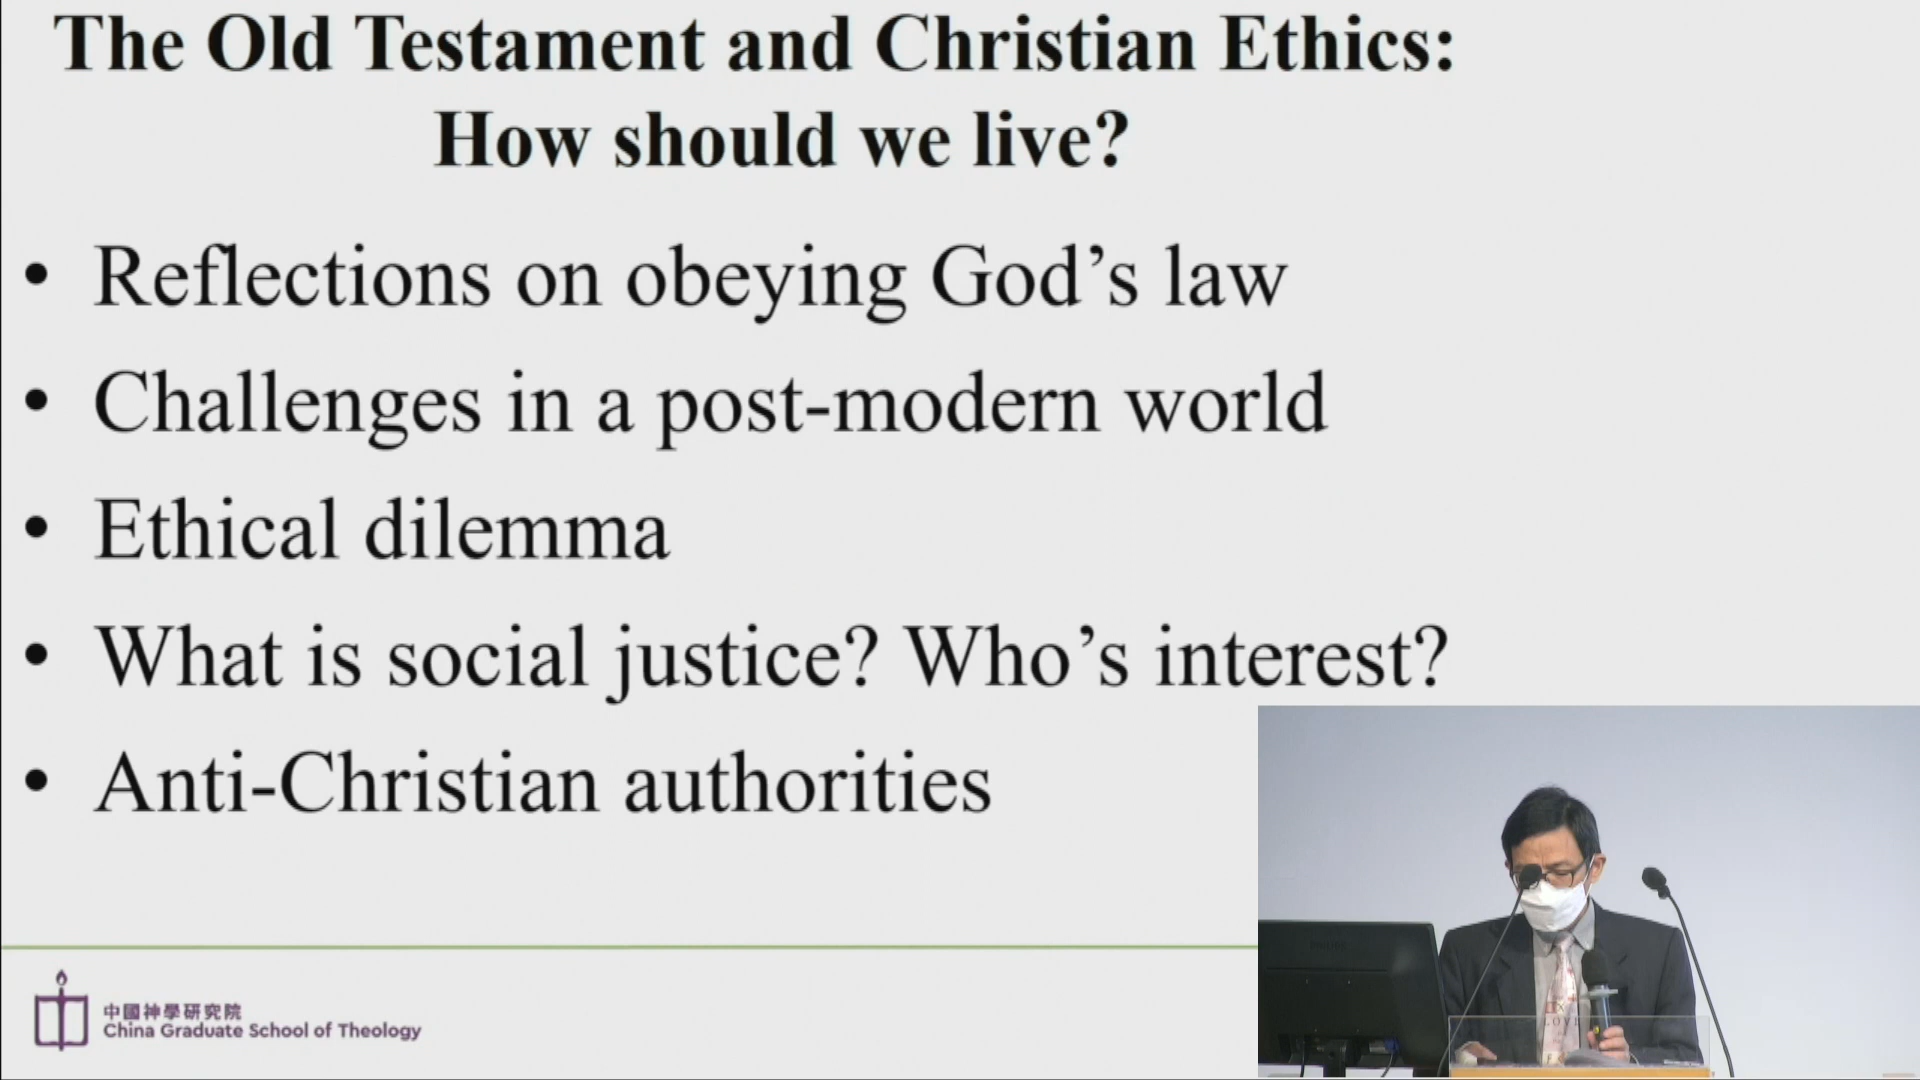 The Old Testament and Christian Ethics:
How should we live?
• Reflections on obeying God’s law
• Challenges in a post-modern world
• Ethical dilemma
• What is social justice? Who’s interest?
• Anti-Christian authorities
中國神學研究院
China Graduate School of Theology
LOVE